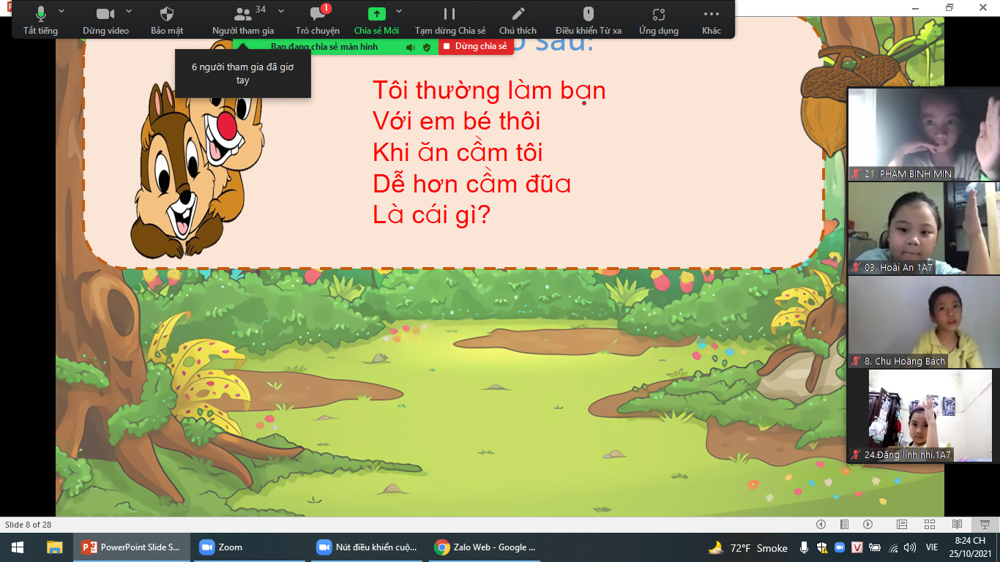 Tắt tiếng
Dừng video
Bảo mật
Người tham gia
34
Trò chuyện
1
Chia sẻ Mới
Tạm dừng Chia sẻ
Chú thích
Điều khiển Từ xa
Ứng dụng
Khác
Bạn đang chia sẻ màn hình
Dừng chia sẻ
6 người tham gia đã giơ
tay
sau:
Tôi thường làm bạn
Với em bé thôi
Khi ăn cầm tôi
Dễ hơn cầm đũa
Là cái gì?
21. PHAM BINH MIN
03. Hoài An 1A7
8. Chu Hoàng Bách
24.Đặng linh nhi.1A7
Slide 8 of 28
PowerPoint Slide S...
Zoom
Nút điều khiển cuộ...
Zalo Web - Google ...
72°F Smoke
VIE
8:24 CH
25/10/2021